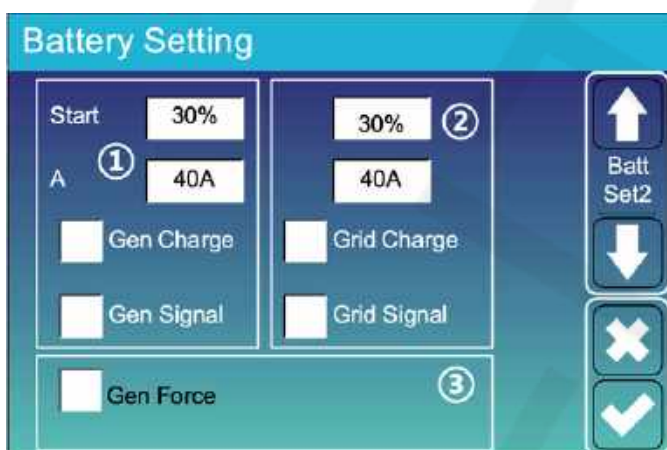 Battery Setting
Start 30% 30% ②
A ① 40A 40A
Gen Charge Grid Charge
Gen Signal Grid Signal
Gen Force ③
Batt
Set2